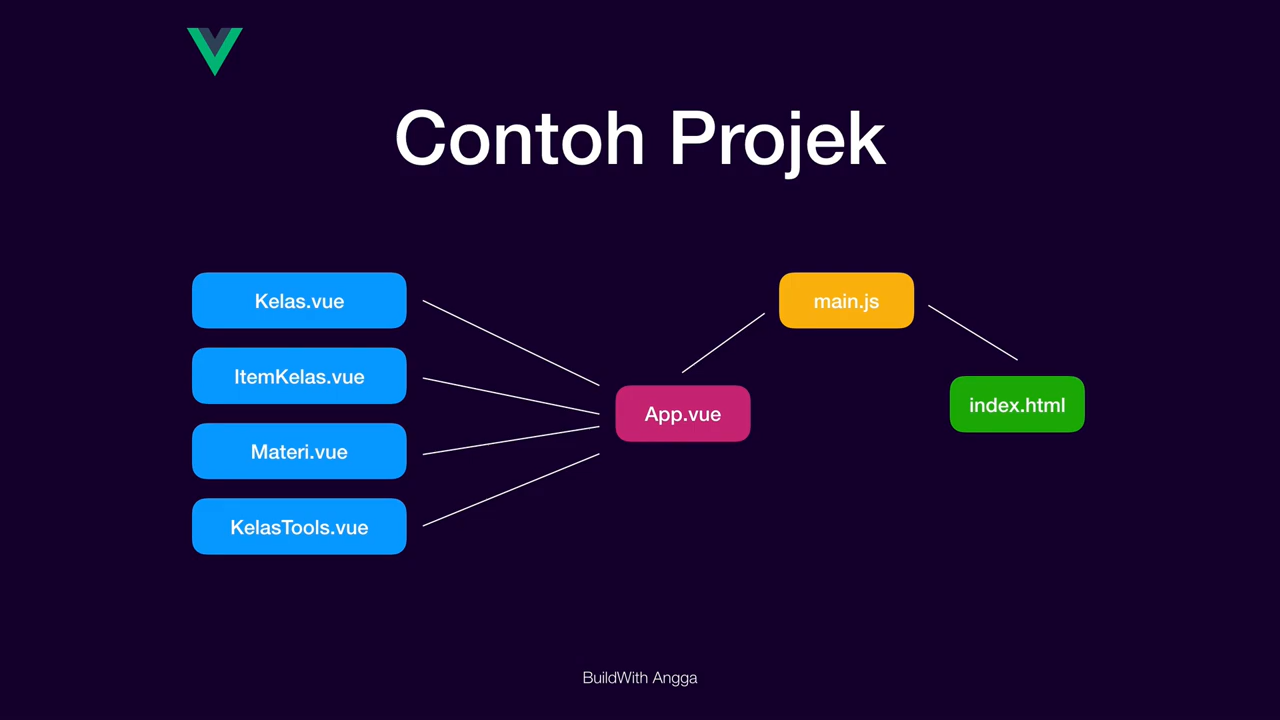 Contoh Projek
Kelas.vue
ItemKelas.vue
Materi.vue
KelasTools.vue
App.vue
main.js
index.html
BuildWith Angga